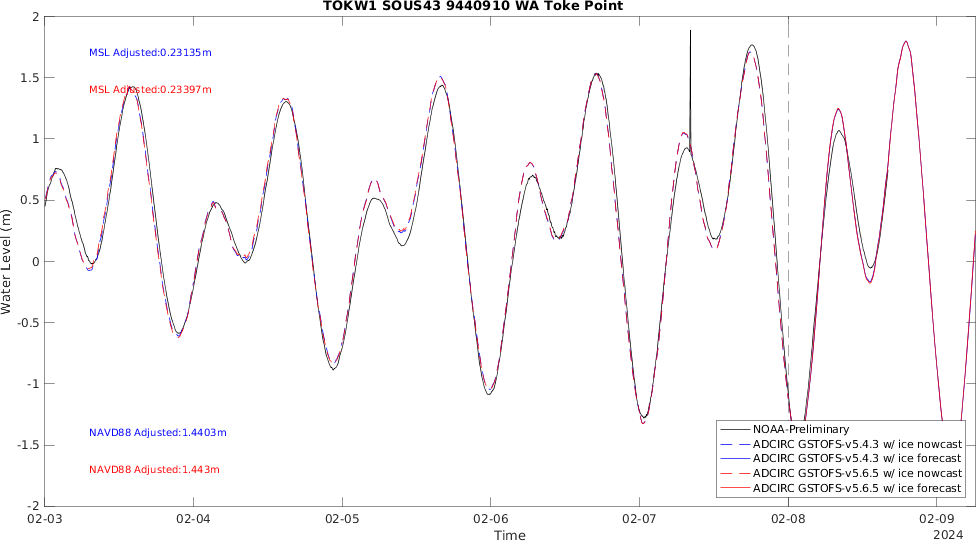 TOKW1 SOUS43 9440910 WA Toke Point
2
1.5
1
0.5
0
-0.5
-1
-1.5
-2
Water Level (m)
MSL Adjusted:0.23135m
MSL Adjusted:0.23397m
NAVD88 Adjusted:1.4403m
NAVD88 Adjusted:1.443m
NOAA-Preliminary
ADCIRC GSTOFS-v5.4.3 w/ ice nowcast
ADCIRC GSTOFS-v5.4.3 w/ ice forecast
ADCIRC GSTOFS-v5.6.5 w/ ice nowcast
ADCIRC GSTOFS-v5.6.5 w/ ice forecast
02-03 02-04 02-05 02-06 02-07 02-08 02-09
Time
2024